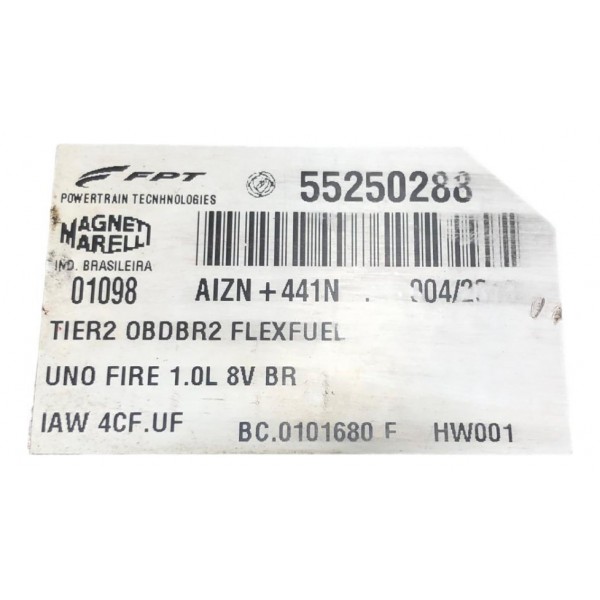 FPT
POWERTRAIN TECNHNOLOGIES
55250288
MAGNETI
MARELLI
IND. BRASILEIRA
01098 AIZN + 441N
TIER2 OBDBR2 FLEXFUEL
UNO FIRE 1.0L 8V BR
IAW 4CF.UF BC.0101680 F HW001